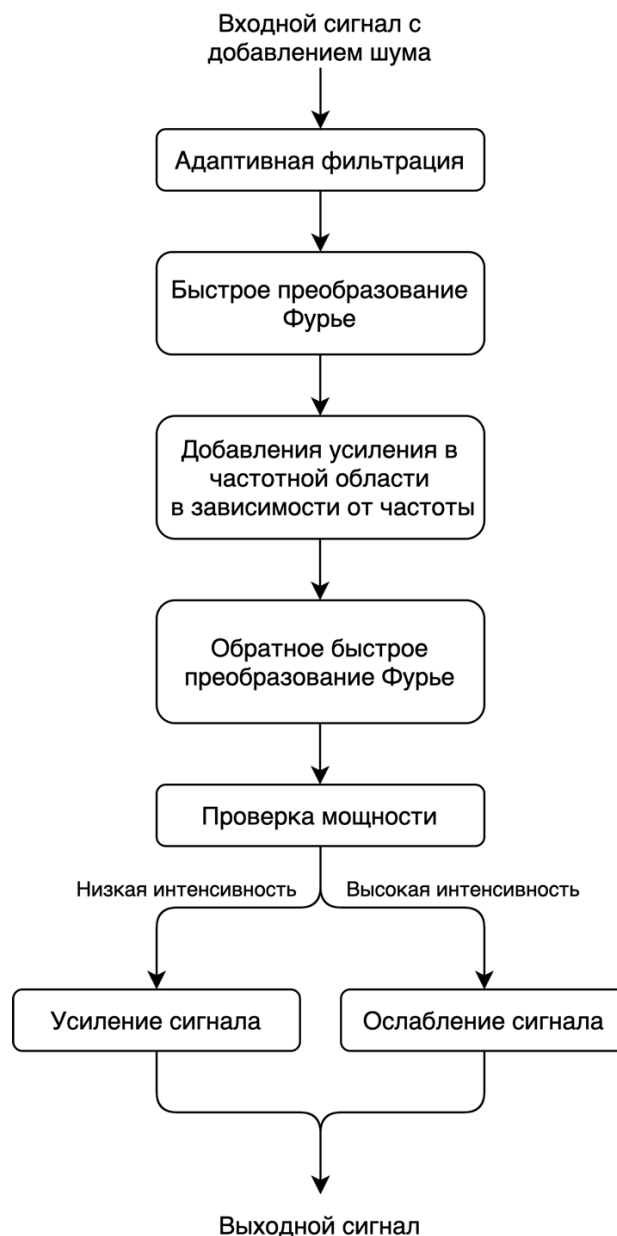 Входной сигнал с
добавлением шума
Адаптивная фильтрация
Быстрое преобразование
Фурье
Добавления усиления в
частотной области
в зависимости от частоты
Обратное быстрое
преобразование Фурье
Проверка мощности
Низкая интенсивность
Высокая интенсивность
Усиление сигнала
Ослабление сигнала
Выходной сигнал